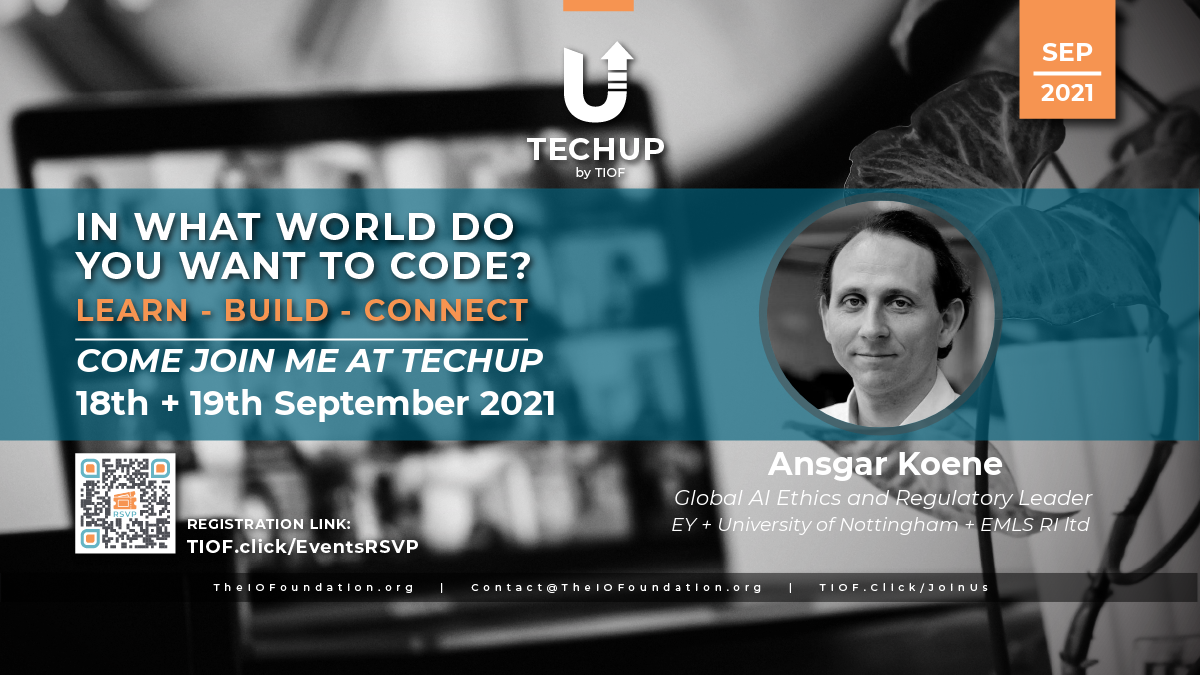 SEP
2021
TECHUP
by TIOF
IN WHAT WORLD DO
YOU WANT TO CODE?
LEARN - BUILD - CONNECT
COME JOIN ME AT TECHUP
18th + 19th September 2021
RSVP
REGISTRATION LINK:
TIOF.click/EventsRSVP
Ansgar Koene
Global AI Ethics and Regulatory Leader
EY + University of Nottingham + EMLS RI ltd
TheIOFoundation.org | Contact@TheIOFoundation.org | TIOF.Click/JoinUs